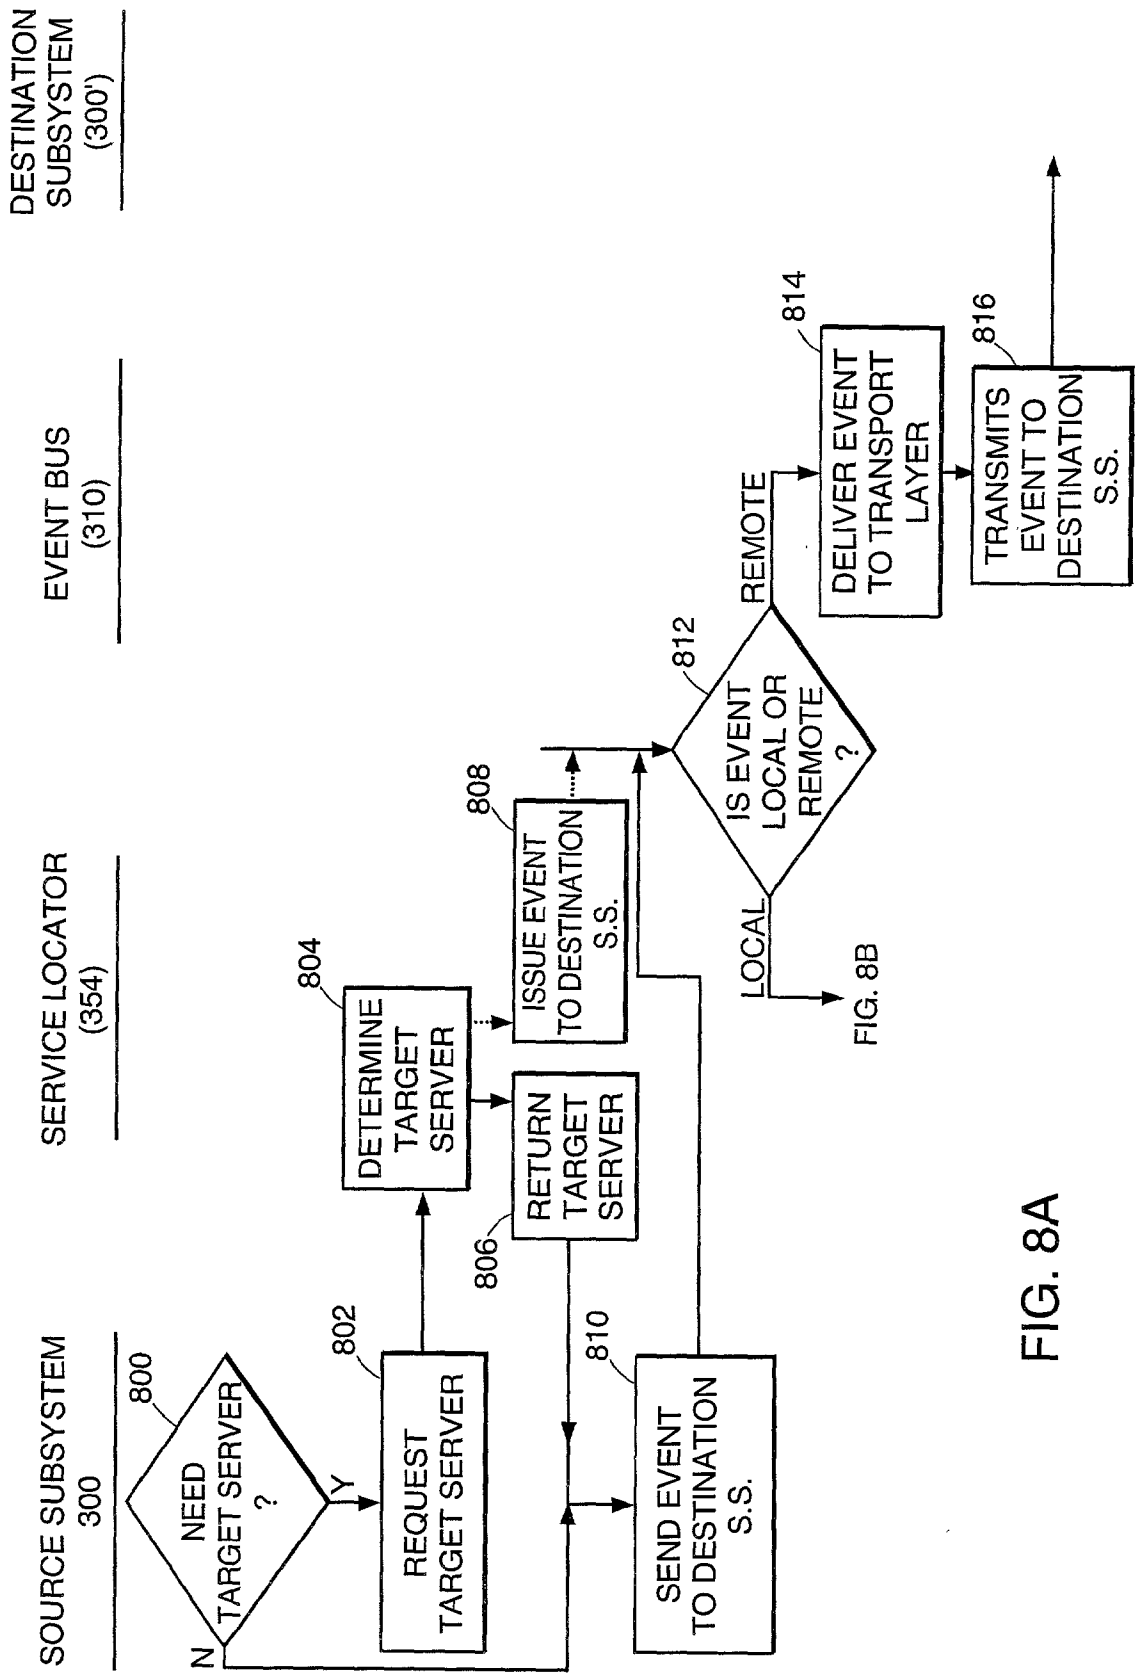 SOURCE SUBSYSTEM
300
SERVICE LOCATOR
(354)
EVENT BUS
(310)
DESTINATION
SUBSYSTEM
(300')
800
NEED
TARGET SERVER
?
N
Y
802
REQUEST
TARGET SERVER
804
DETERMINE
TARGET
SERVER
806
RETURN
TARGET
SERVER
808
ISSUE EVENT
TO DESTINATION
S.S.
810
SEND EVENT
TO DESTINATION
S.S.
812
IS EVENT
LOCAL OR
REMOTE
?
LOCAL
FIG. 8B
REMOTE
814
DELIVER EVENT
TO TRANSPORT
LAYER
816
TRANSMITS
EVENT TO
DESTINATION
S.S.
FIG. 8A